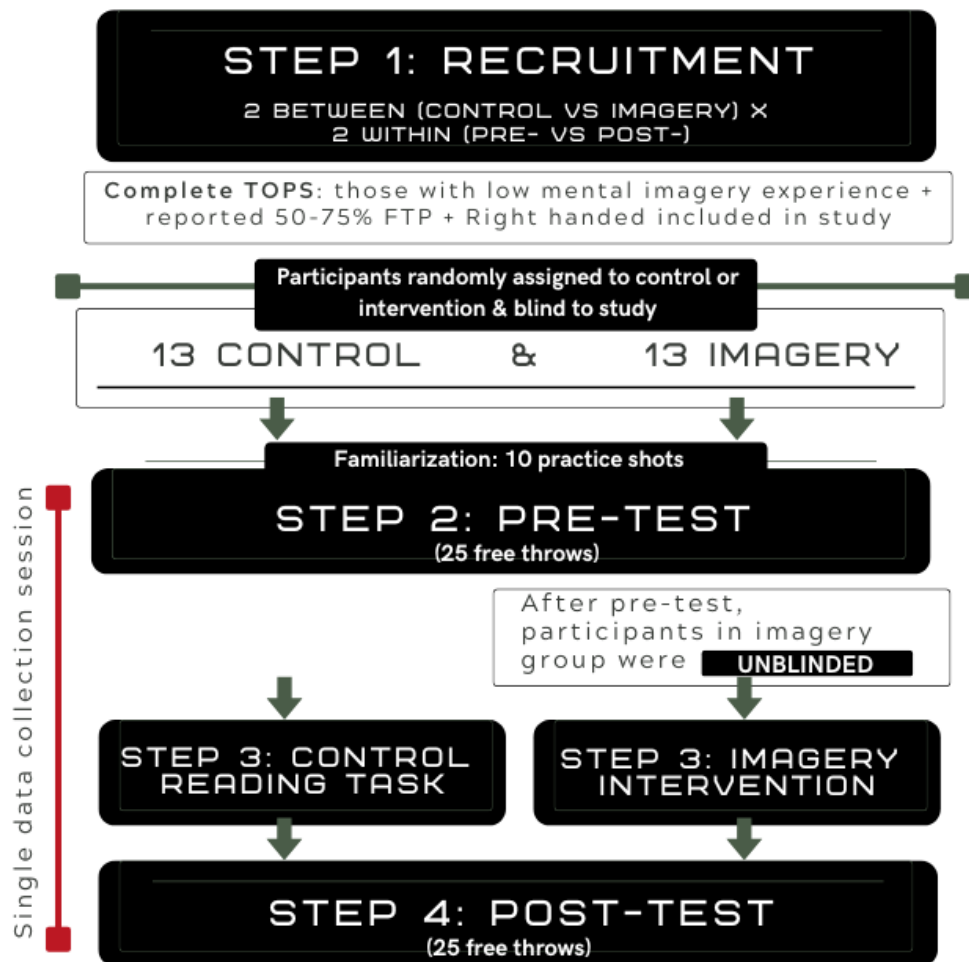 STEP 1: RECRUITMENT
2 BETWEEN (CONTROL VS IMAGERY) X
2 WITHIN (PRE- VS POST-)
Complete TOPS: those with low mental imagery experience +
reported 50-75% FTP + Right handed included in study
Participants randomly assigned to control or
intervention & blind to study
13 CONTROL & 13 IMAGERY
Familiarization: 10 practice shots
STEP 2: PRE-TEST
(25 free throws)
Single data collection session
After pre-test,
participants in imagery
group were UNBLINDED
STEP 3: CONTROL
READING TASK
STEP 3: IMAGERY
INTERVENTION
STEP 4: POST-TEST
(25 free throws)